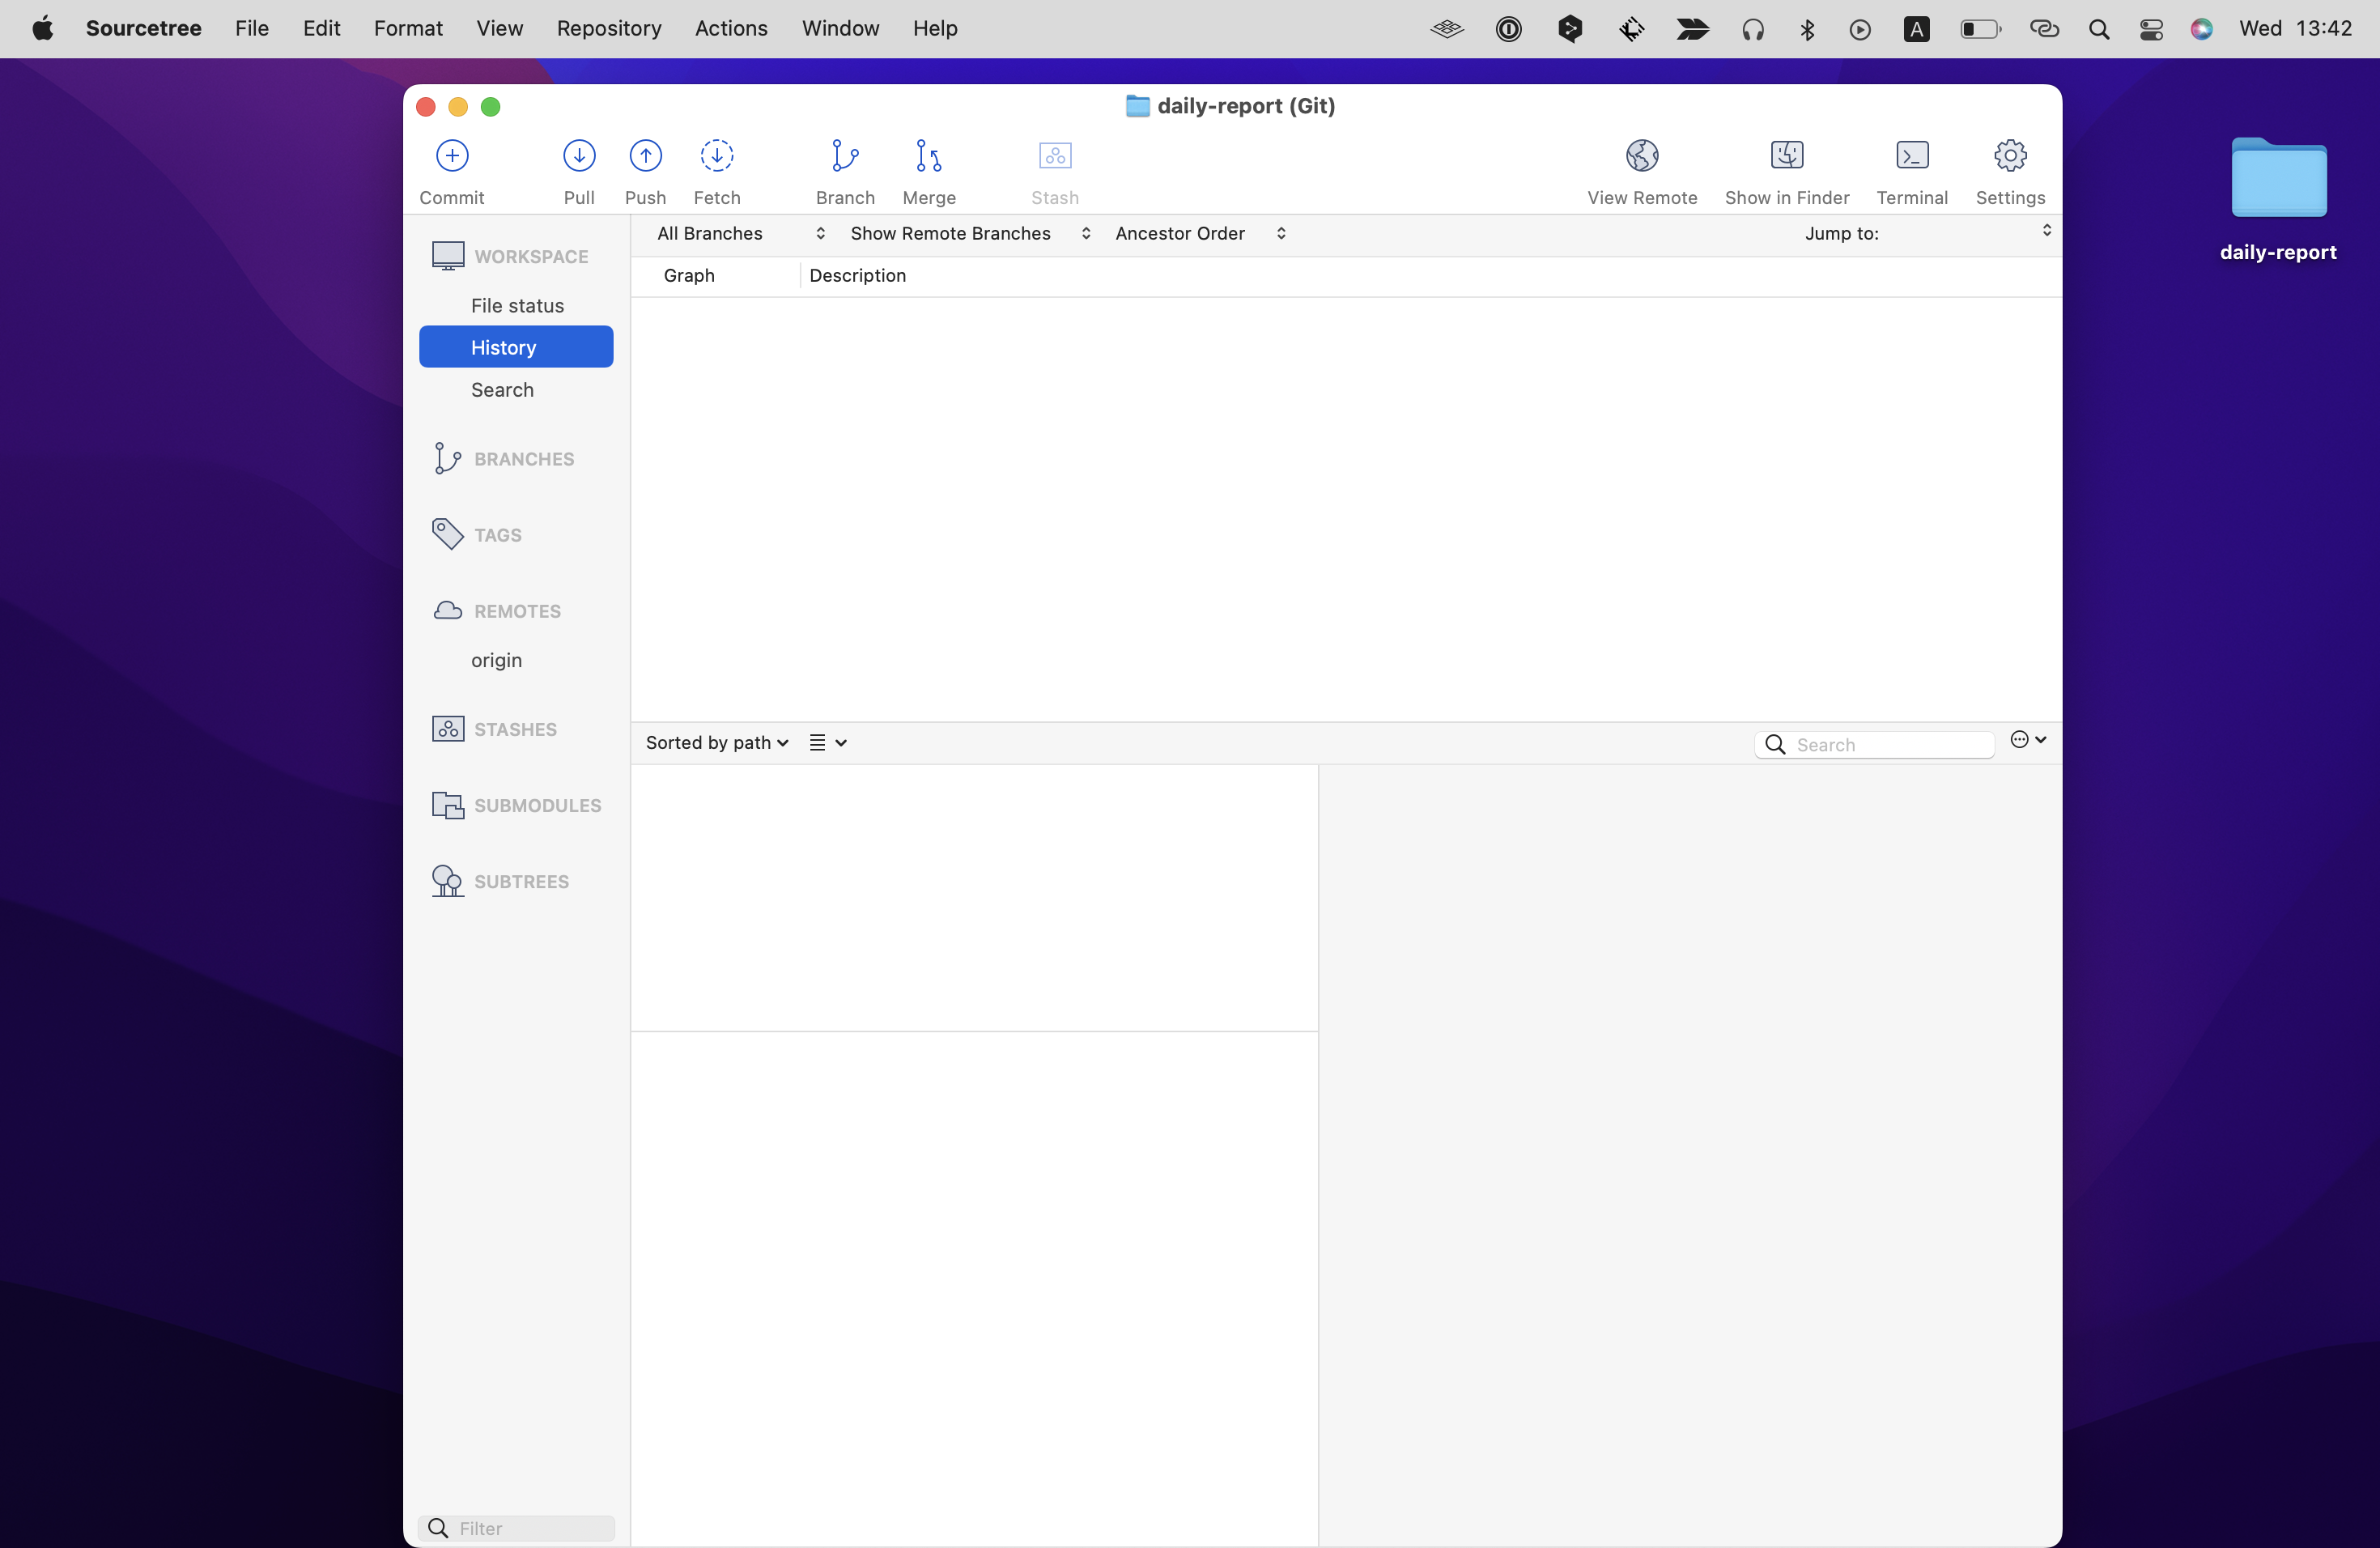 Sourcetree File Edit Format View Repository Actions Window Help A Wed 13:42
daily-report (Git)
Commit Pull Push Fetch Branch Merge Stash View Remote Show in Finder Terminal Settings
WORKSPACE
File status
History
Search
BRANCHES
TAGS
REMOTES
origin
STASHES
SUBMODULES
SUBTREES
Filter
All Branches Show Remote Branches Ancestor Order Jump to:
Graph Description
Sorted by path Search
daily-report